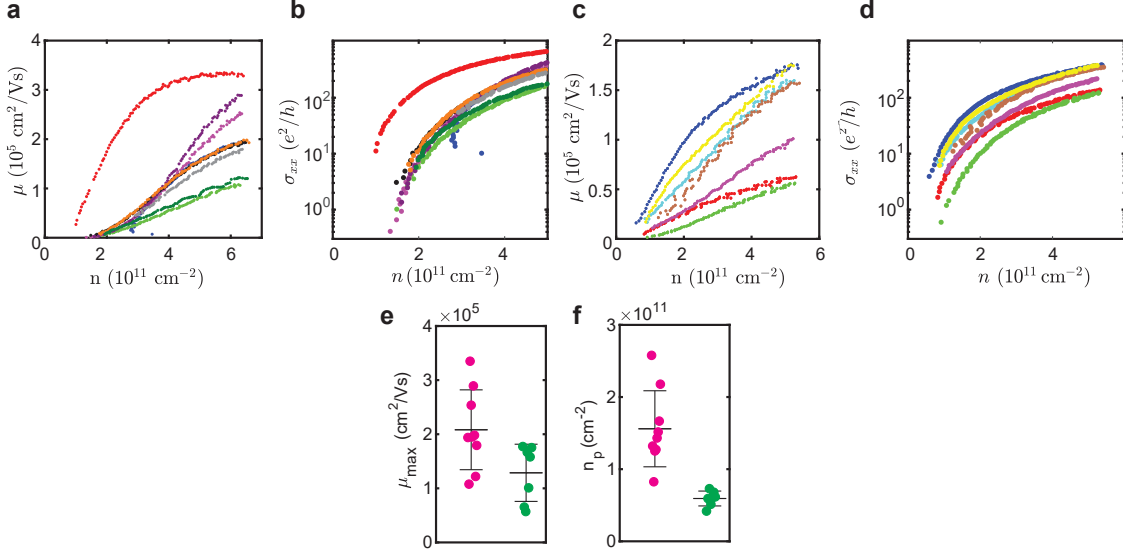 a
b
c
d
4
3
2
1
0
μ (10^5 cm^2/Vs)
0
2
4
6
n (10^11 cm^−2)
10^2
10^1
10^0
σ_xx (e^2/h)
0
2
4
n (10^11 cm^−2)
2
1.5
1
0.5
0
μ (10^5 cm^2/Vs)
0
2
4
6
n (10^11 cm^−2)
10^2
10^1
10^0
σ_xx (e^2/h)
0
2
4
6
n (10^11 cm^−2)
e
×10^5
4
3
2
1
0
μ_max (cm^2/Vs)
f
×10^11
3
2
1
0
n_p (cm^-2)